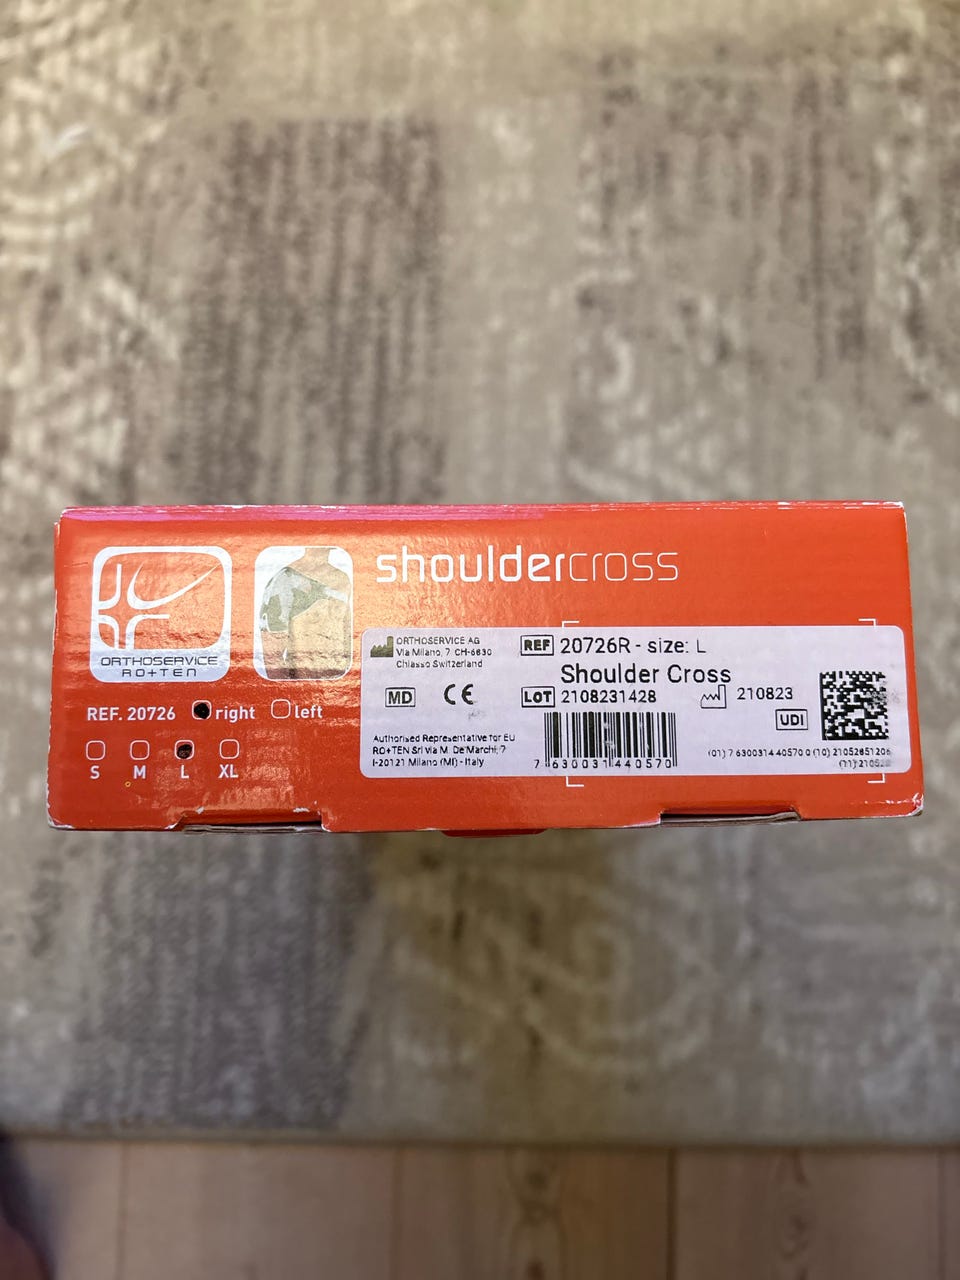 shouldercross
ORTHOSERVICE
RO+TEN
REF. 20726 right left
S M L XL
ORTHOSERVICE AG
Via Milano, 7 CH-6830
Chiasso Switzerland
MD CE
Authorised Representative for EU
RO+TEN Srl via M. De Marchi, 7
I-20121 Milano (MI) - Italy
REF 20726R - size: L
Shoulder Cross
LOT 2108231428 210823
UDI
7 630031 440570
(01) 7 630031 440570 0 (10) 21052851206